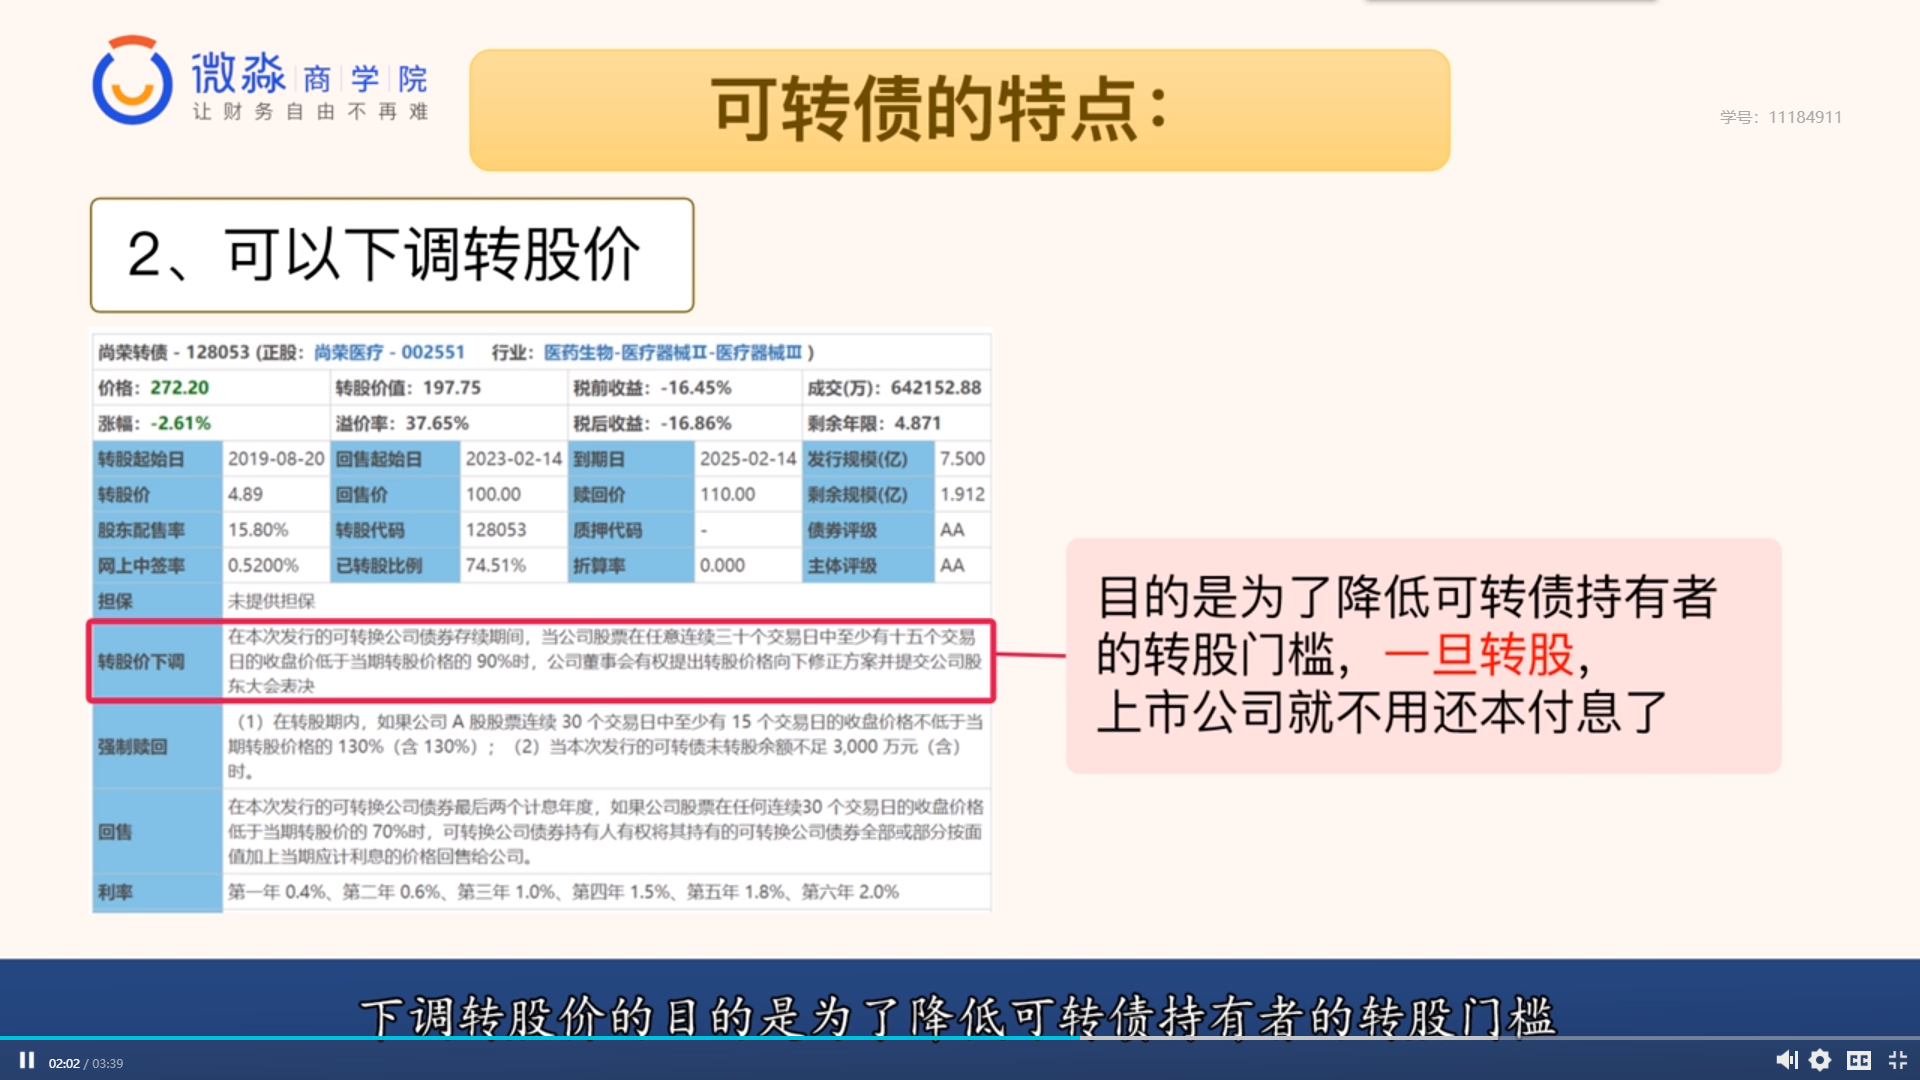 微淼 商 学 院
让财务自由不再难
可转债的特点：
学号：11184911
2、可以下调转股价
尚荣转债 - 128053 (正股：尚荣医疗 - 002551 行业：医药生物-医疗器械Ⅱ-医疗器械Ⅲ )
价格：272.20 转股价值：197.75 税前收益：-16.45% 成交(万)：642152.88
涨幅：-2.61% 溢价率：37.65% 税后收益：-16.86% 剩余年限：4.871
转股起始日 2019-08-20 回售起始日 2023-02-14 到期日 2025-02-14 发行规模(亿) 7.500
转股价 4.89 回售价 100.00 赎回价 110.00 剩余规模(亿) 1.912
股东配售率 15.80% 转股代码 128053 质押代码 - 债券评级 AA
网上中签率 0.5200% 已转股比例 74.51% 折算率 0.000 主体评级 AA
担保 未提供担保
转股价下调
在本次发行的可转换公司债券存续期间，当公司股票在任意连续三十个交易日中至少有十五个交易
日的收盘价低于当期转股价格的 90%时，公司董事会有权提出转股价格向下修正方案并提交公司股
东大会表决
强制赎回
（1）在转股期内，如果公司 A 股股票连续 30 个交易日中至少有 15 个交易日的收盘价格不低于当
期转股价格的 130%（含 130%）；（2）当本次发行的可转债未转股余额不足 3,000 万元（含）
时。
回售
在本次发行的可转换公司债券最后两个计息年度，如果公司股票在任何连续30 个交易日的收盘价格
低于当期转股价的 70%时，可转换公司债券持有人有权将其持有的可转换公司债券全部或部分按面
值加上当期应计利息的价格回售给公司。
利率 第一年 0.4%、第二年 0.6%、第三年 1.0%、第四年 1.5%、第五年 1.8%、第六年 2.0%
目的是为了降低可转债持有者
的转股门槛，一旦转股，
上市公司就不用还本付息了
下调转股价的目的是为了降低可转债持有者的转股门槛
02:02 / 03:39
CC